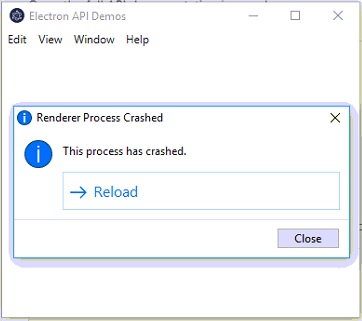 Electron API Demos
Edit View Window Help
Renderer Process Crashed
This process has crashed.
Reload
Close